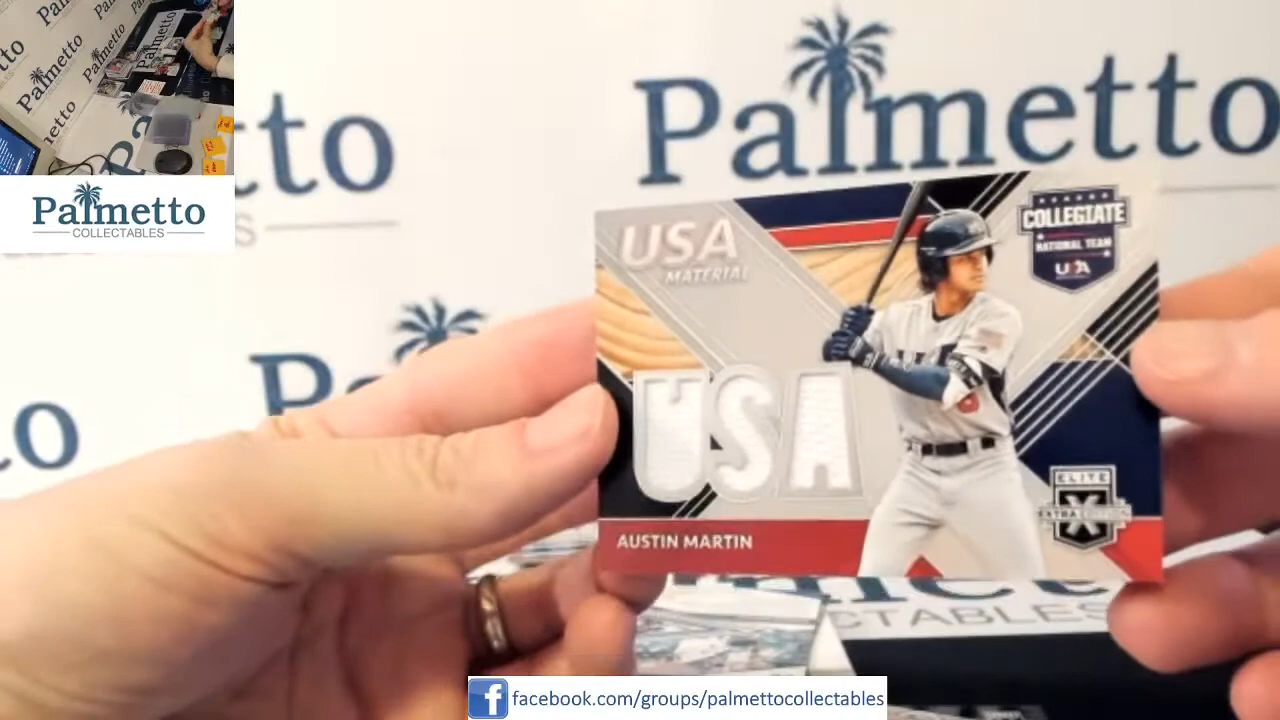 Palmetto
COLLECTABLES
Palmetto
USA
MATERIAL
COLLEGIATE
NATIONAL TEAM
USA
USA
ELITE
EXTRA EDITION
AUSTIN MARTIN
CTABLES
facebook.com/groups/palmettocollectables